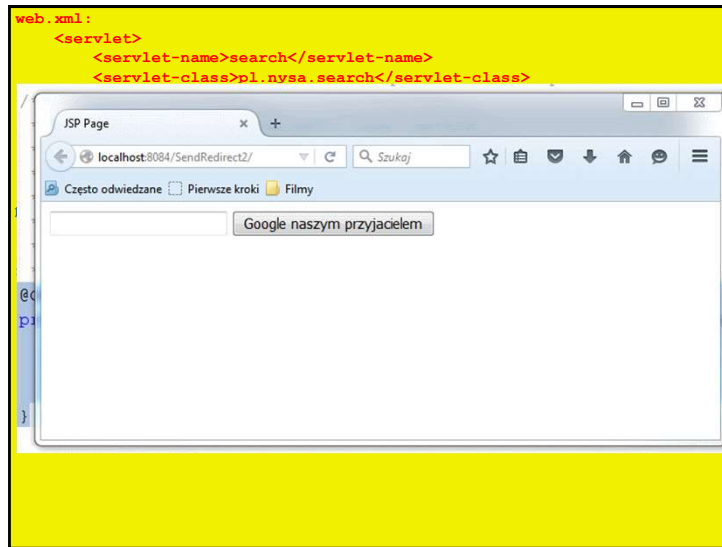 web.xml:
<servlet>
<servlet-name>search</servlet-name>
<servlet-class>pl.nysa.search</servlet-class>
JSP Page
localhost:8084/SendRedirect2/
Szukaj
Często odwiedzane Pierwsze kroki Filmy
Google naszym przyjacielem
}